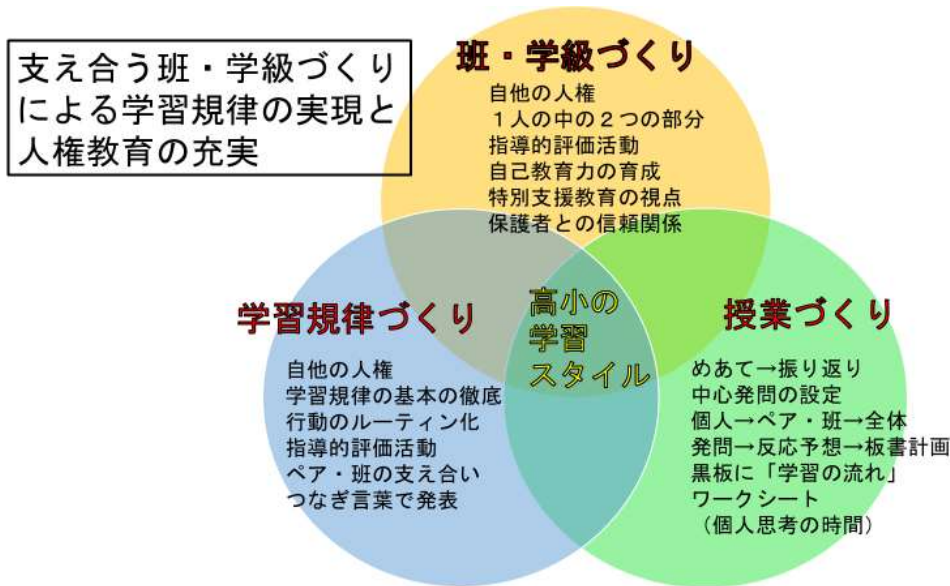 支え合う班・学級づくり
による学習規律の実現と
人権教育の充実
班・学級づくり
自他の人権
１人の中の２つの部分
指導的評価活動
自己教育力の育成
特別支援教育の視点
保護者との信頼関係
学習規律づくり
自他の人権
学習規律の基本の徹底
行動のルーティン化
指導的評価活動
ペア・班の支え合い
つなぎ言葉で発表
高小の
学習
スタイル
授業づくり
めあて→振り返り
中心発問の設定
個人→ペア・班→全体
発問→反応予想→板書計画
黒板に「学習の流れ」
ワークシート
（個人思考の時間）